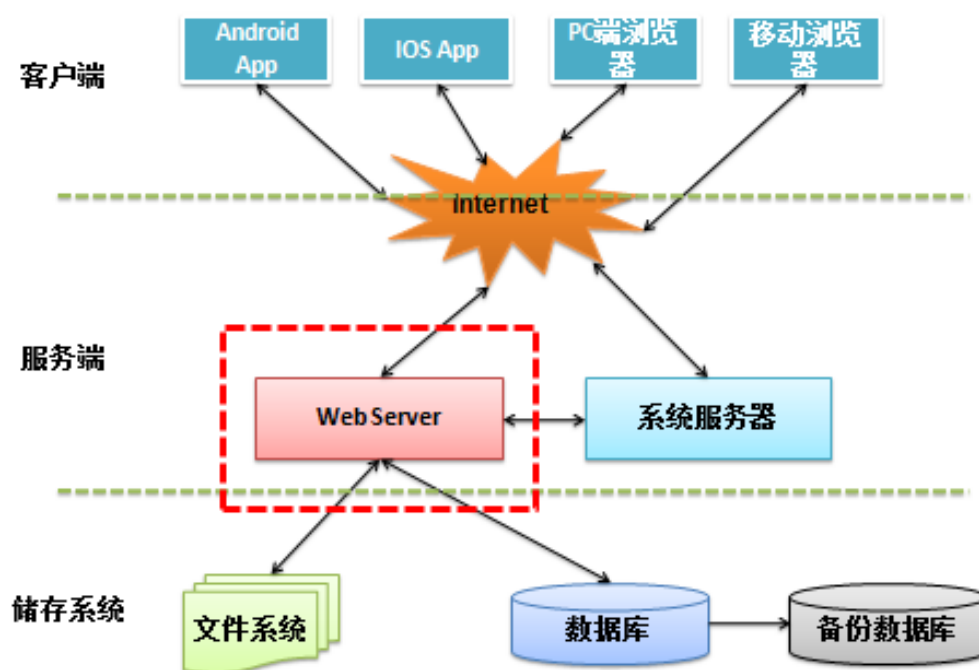 Android
App
IOS App
PC端浏览
器
移动浏览
器
客户端
Internet
服务端
Web Server
系统服务器
储存系统
文件系统
数据库
备份数据库